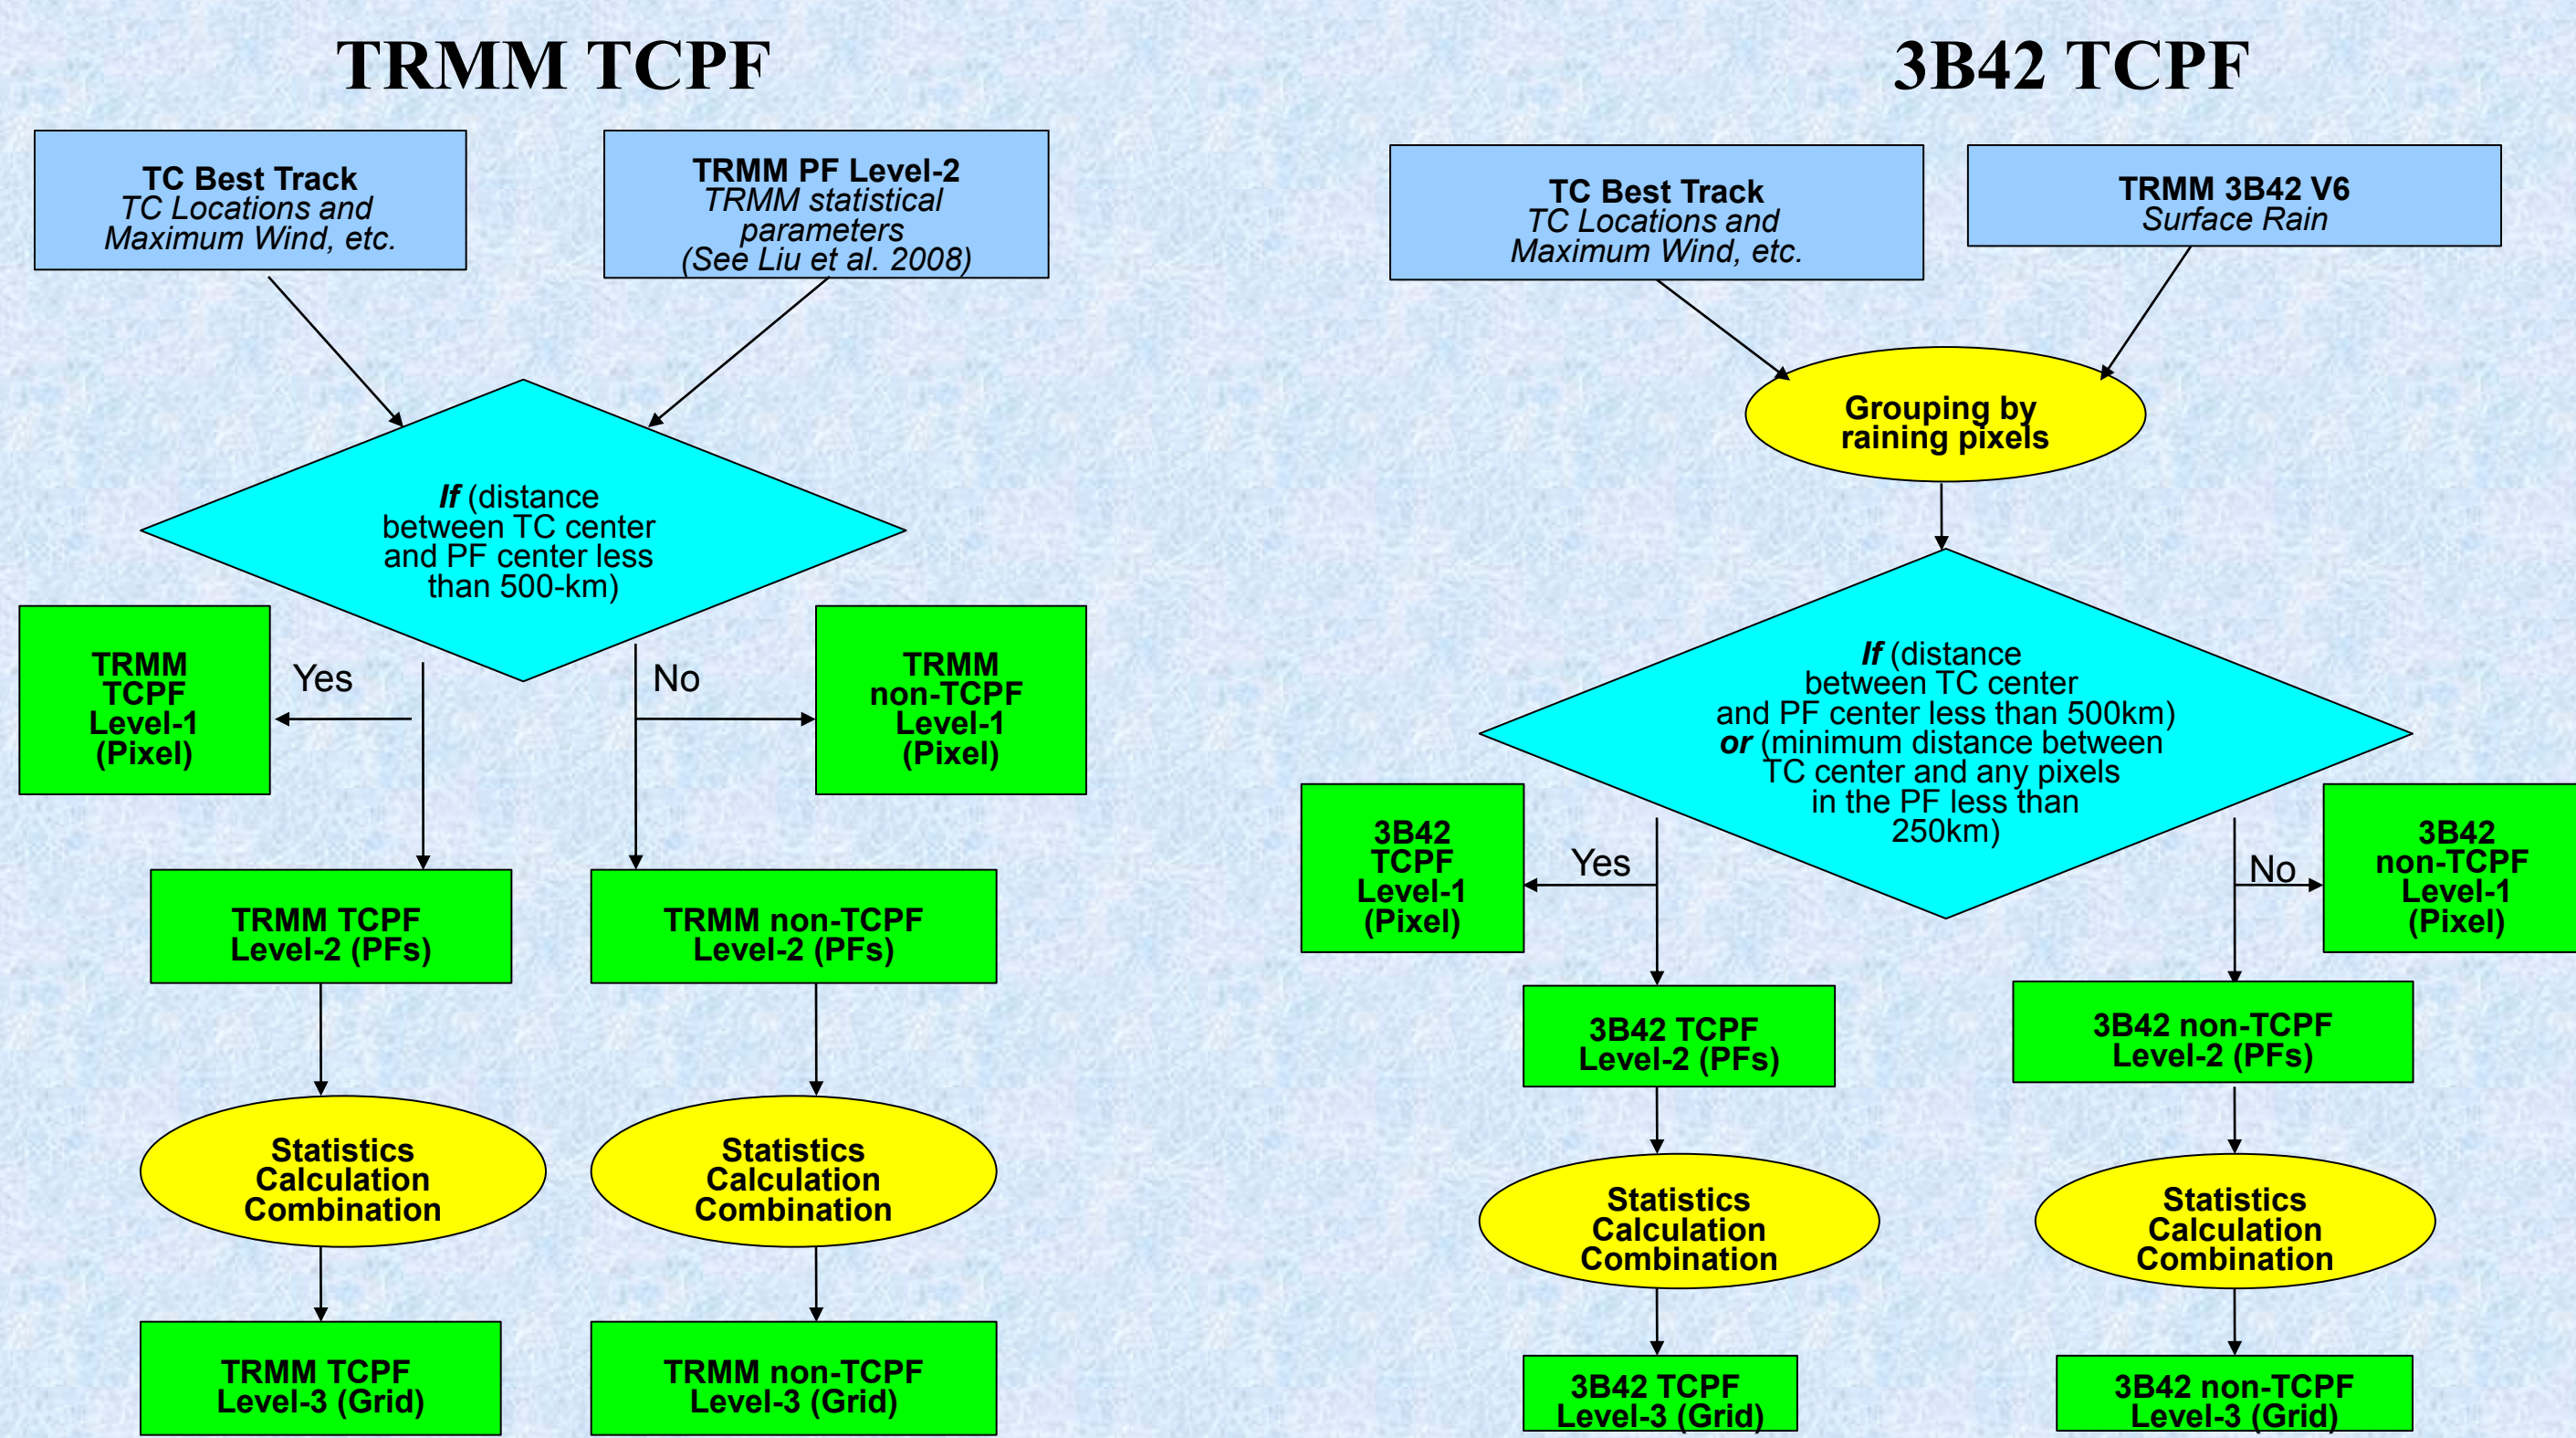 TRMM TCPF
TC Best Track
TC Locations and
Maximum Wind, etc.
TRMM PF Level-2
TRMM statistical
parameters
(See Liu et al. 2008)
If (distance
between TC center
and PF center less
than 500-km)
Yes
No
TRMM
TCPF
Level-1
(Pixel)
TRMM
non-TCPF
Level-1
(Pixel)
TRMM TCPF
Level-2 (PFs)
TRMM non-TCPF
Level-2 (PFs)
Statistics
Calculation
Combination
Statistics
Calculation
Combination
TRMM TCPF
Level-3 (Grid)
TRMM non-TCPF
Level-3 (Grid)
3B42 TCPF
TC Best Track
TC Locations and
Maximum Wind, etc.
TRMM 3B42 V6
Surface Rain
Grouping by
raining pixels
If (distance
between TC center
and PF center less than 500km)
or (minimum distance between
TC center and any pixels
in the PF less than
250km)
Yes
No
3B42
TCPF
Level-1
(Pixel)
3B42
non-TCPF
Level-1
(Pixel)
3B42 TCPF
Level-2 (PFs)
3B42 non-TCPF
Level-2 (PFs)
Statistics
Calculation
Combination
Statistics
Calculation
Combination
3B42 TCPF
Level-3 (Grid)
3B42 non-TCPF
Level-3 (Grid)